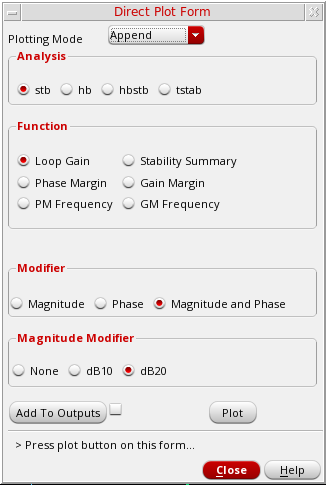 Direct Plot Form
Plotting Mode Append
Analysis
stb hb hbstb tstab
Function
Loop Gain Stability Summary
Phase Margin Gain Margin
PM Frequency GM Frequency
Modifier
Magnitude Phase Magnitude and Phase
Magnitude Modifier
None dB10 dB20
Add To Outputs Plot
> Press plot button on this form...
Close Help